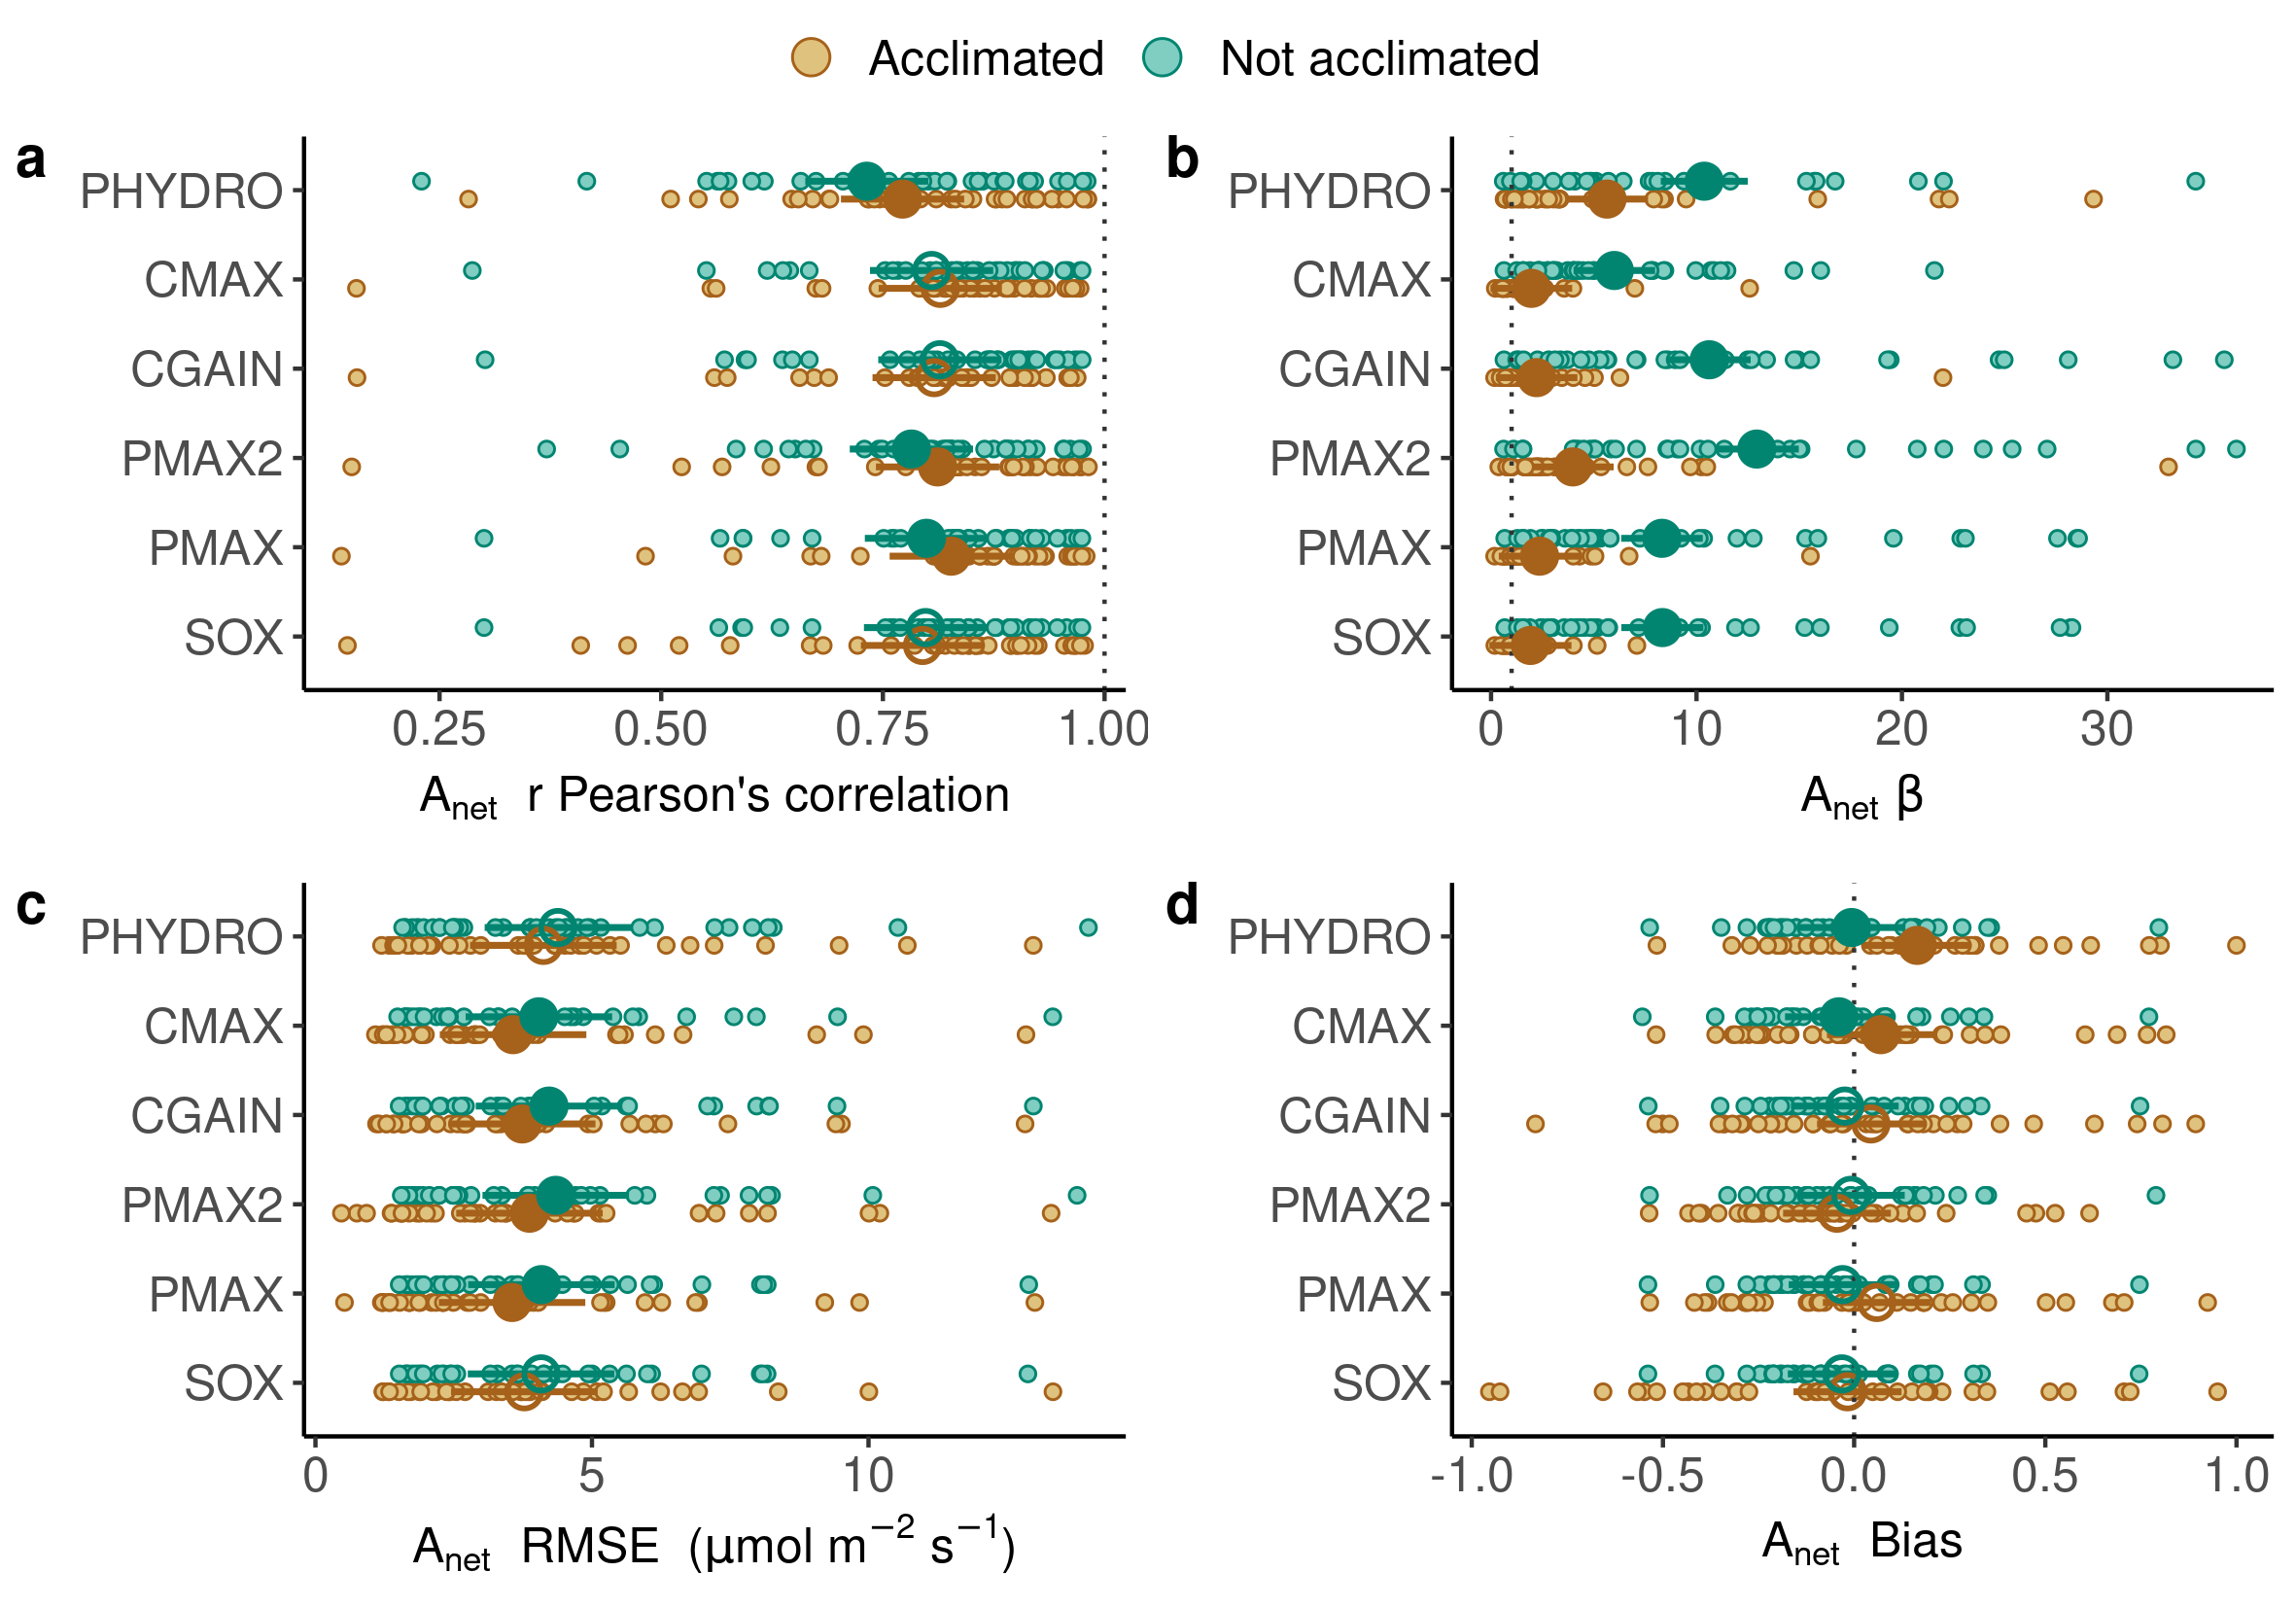 Acclimated Not acclimated
a
PHYDRO
CMAX
CGAIN
PMAX2
PMAX
SOX
0.25 0.50 0.75 1.00
Anet r Pearson's correlation
b
PHYDRO
CMAX
CGAIN
PMAX2
PMAX
SOX
0 10 20 30
Anet β
c
PHYDRO
CMAX
CGAIN
PMAX2
PMAX
SOX
0 5 10
Anet RMSE (μmol m−2 s−1)
d
PHYDRO
CMAX
CGAIN
PMAX2
PMAX
SOX
-1.0 -0.5 0.0 0.5 1.0
Anet Bias